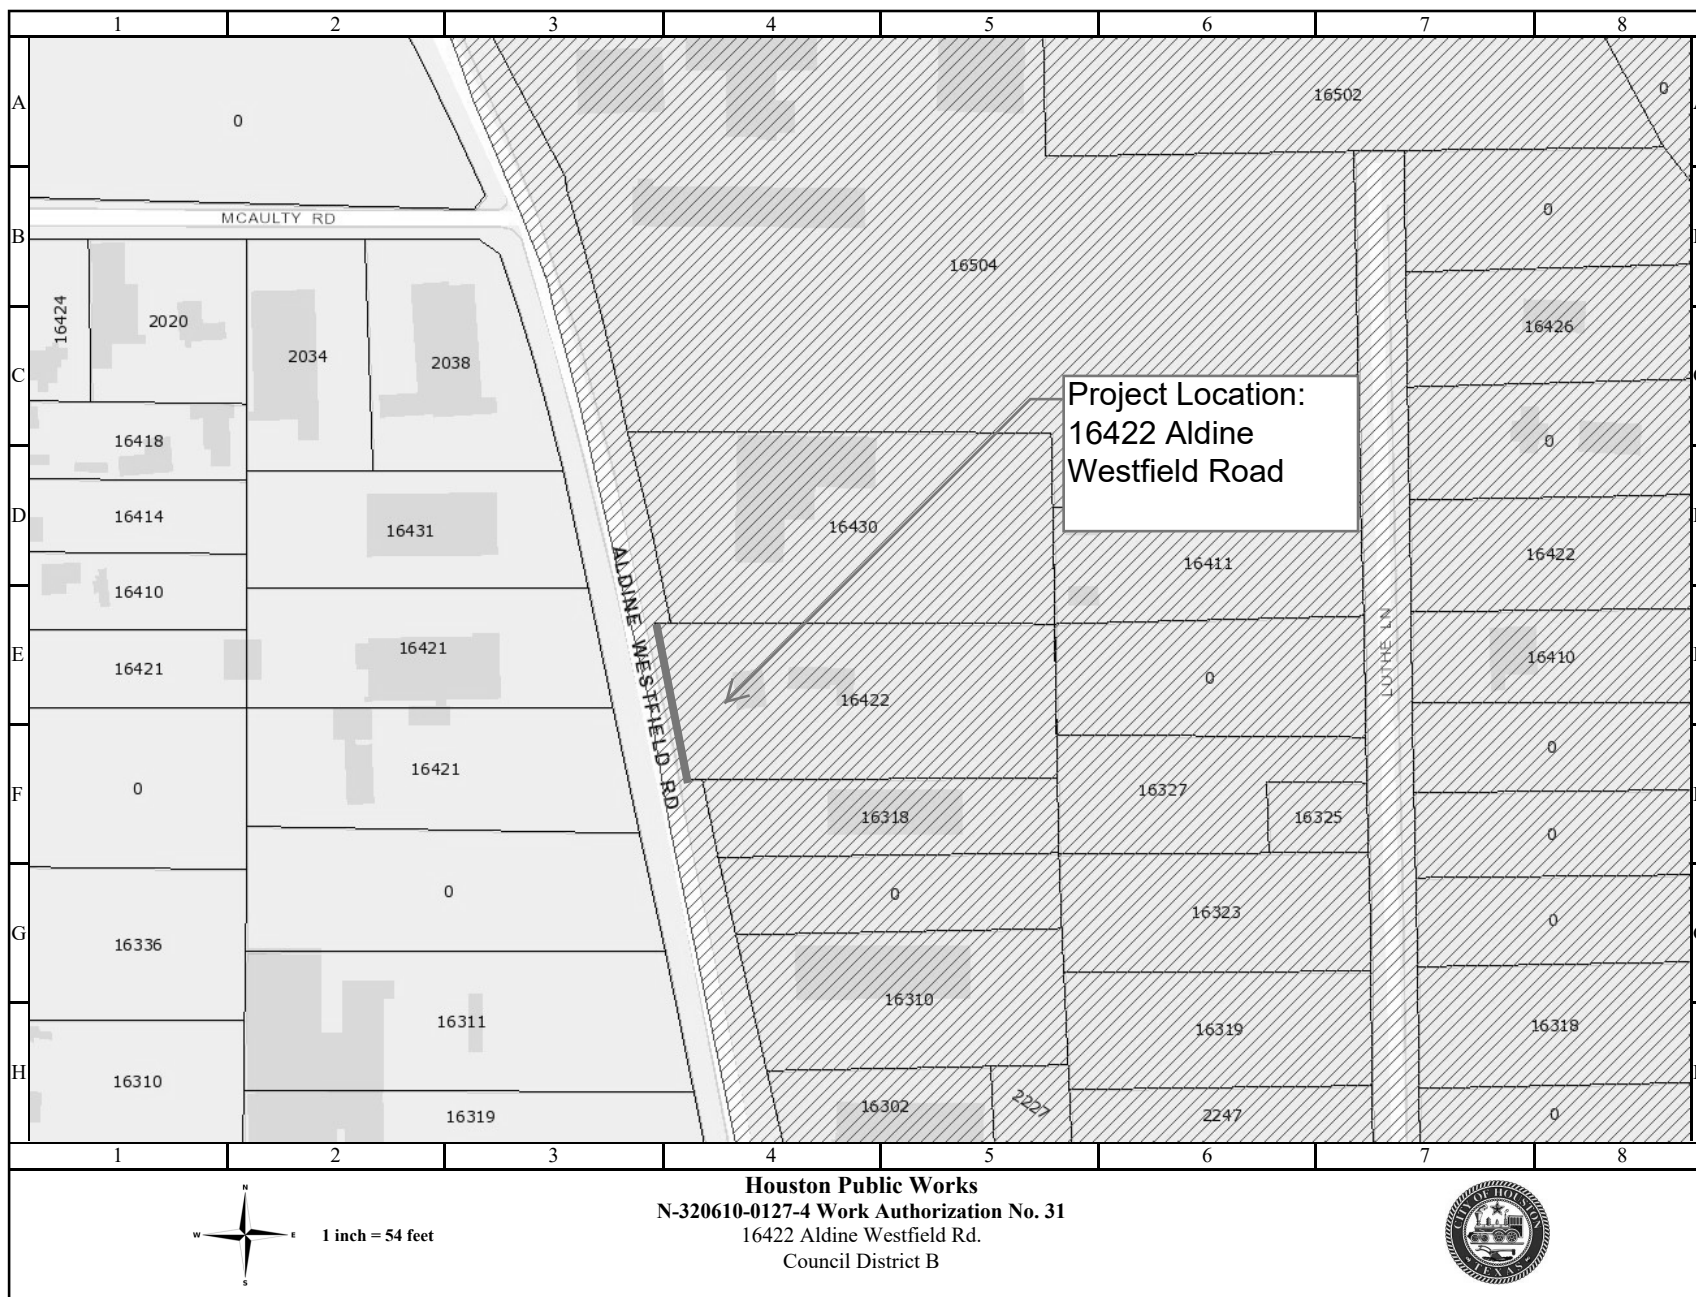 1 2 3 4 5 6 7 8
A
0
16502
0
MCAULTY RD
0
B
16504
16424
2020
2034
2038
16426
C
Project Location:
16422 Aldine
Westfield Road
16418
0
D
16414
16431
16430
16411
16422
ALDINE WESTFIELD RD
16410
LUTHE LN
E
16421
16421
16422
0
16410
F
0
16421
16318
16327
16325
0
0
G
16336
0
0
16323
0
H
16310
16311
16310
16319
16318
16319
16302
2227
2247
0
1 2 3 4 5 6 7 8
N
W E
S
1 inch = 54 feet
Houston Public Works
N-320610-0127-4 Work Authorization No. 31
16422 Aldine Westfield Rd.
Council District B
CITY OF HOUSTON
TEXAS